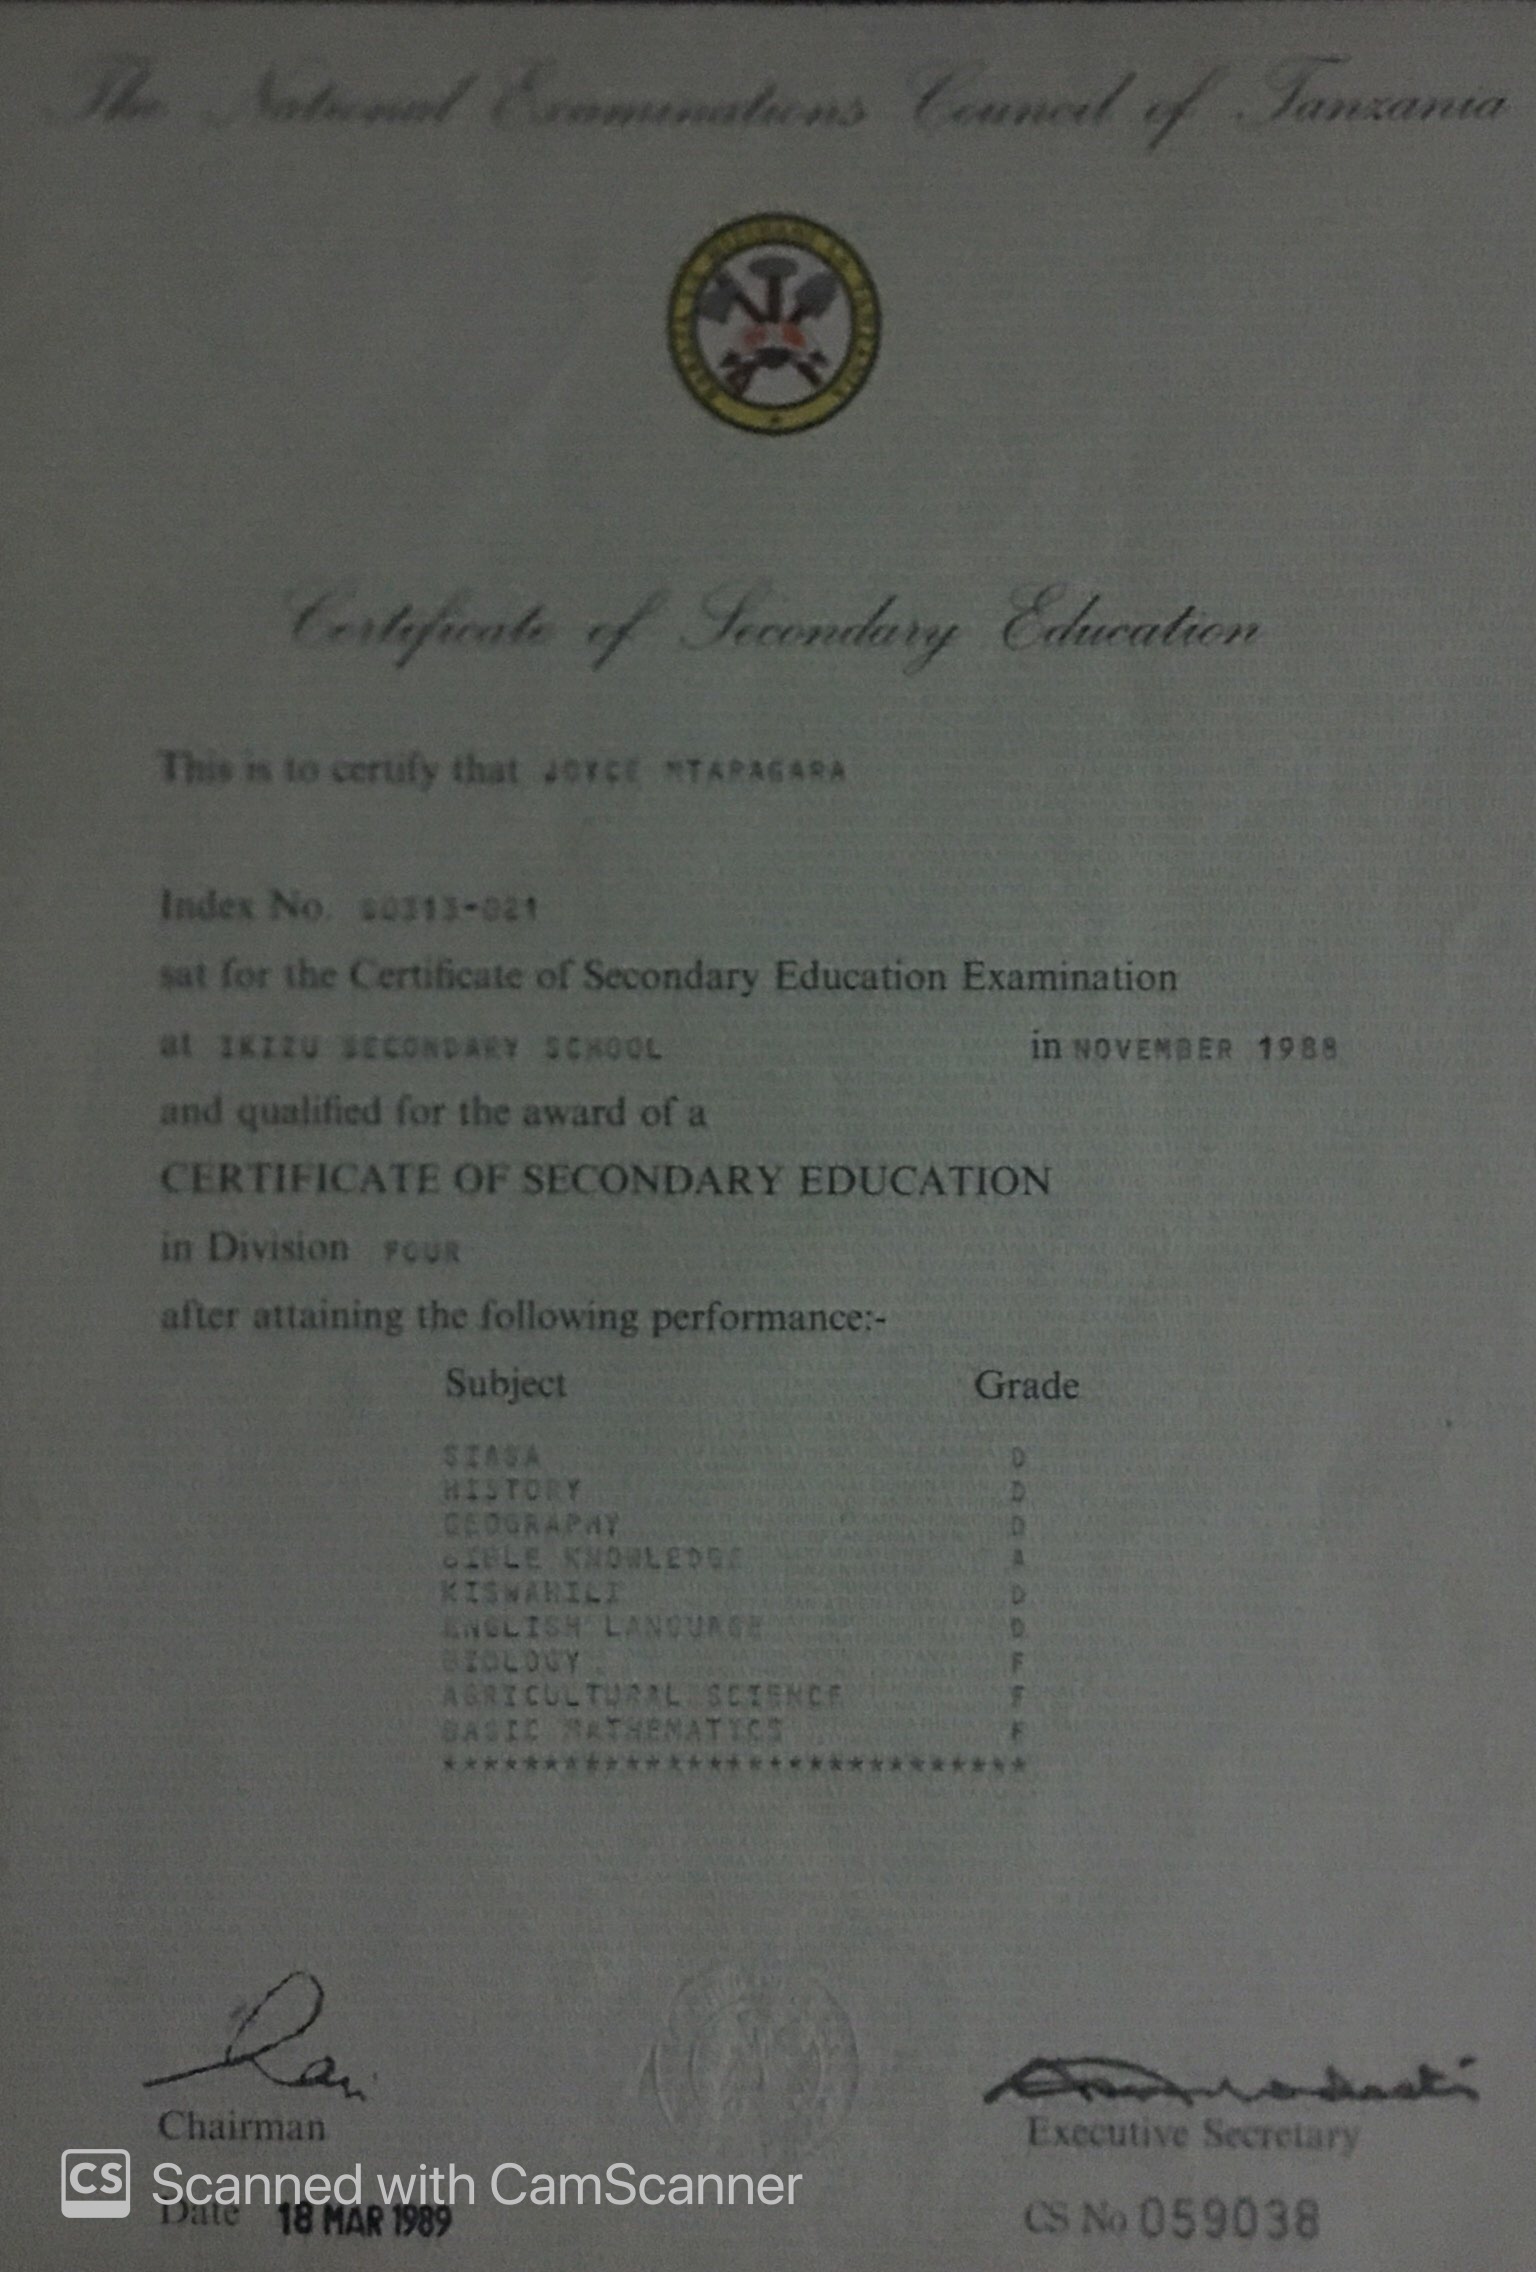 The National Examinations Council of Tanzania
Certificate of Secondary Education
This is to certify that JOYCE MTAPAGARA
Index No. S0313-021
sat for the Certificate of Secondary Education Examination
at IKIZU SECONDARY SCHOOL in NOVEMBER 1988
and qualified for the award of a
CERTIFICATE OF SECONDARY EDUCATION
in Division FOUR
after attaining the following performance:-
Subject Grade
SIASA D
HISTORY D
GEOGRAPHY D
BIBLE KNOWLEDGE A
KISWAHILI D
ENGLISH LANGUAGE D
BIOLOGY F
AGRICULTURAL SCIENCE F
BASIC MATHEMATICS F
*****************************
Chairman
Executive Secretary
CS Scanned with CamScanner
Date 18 MAR 1989
CS No 059038